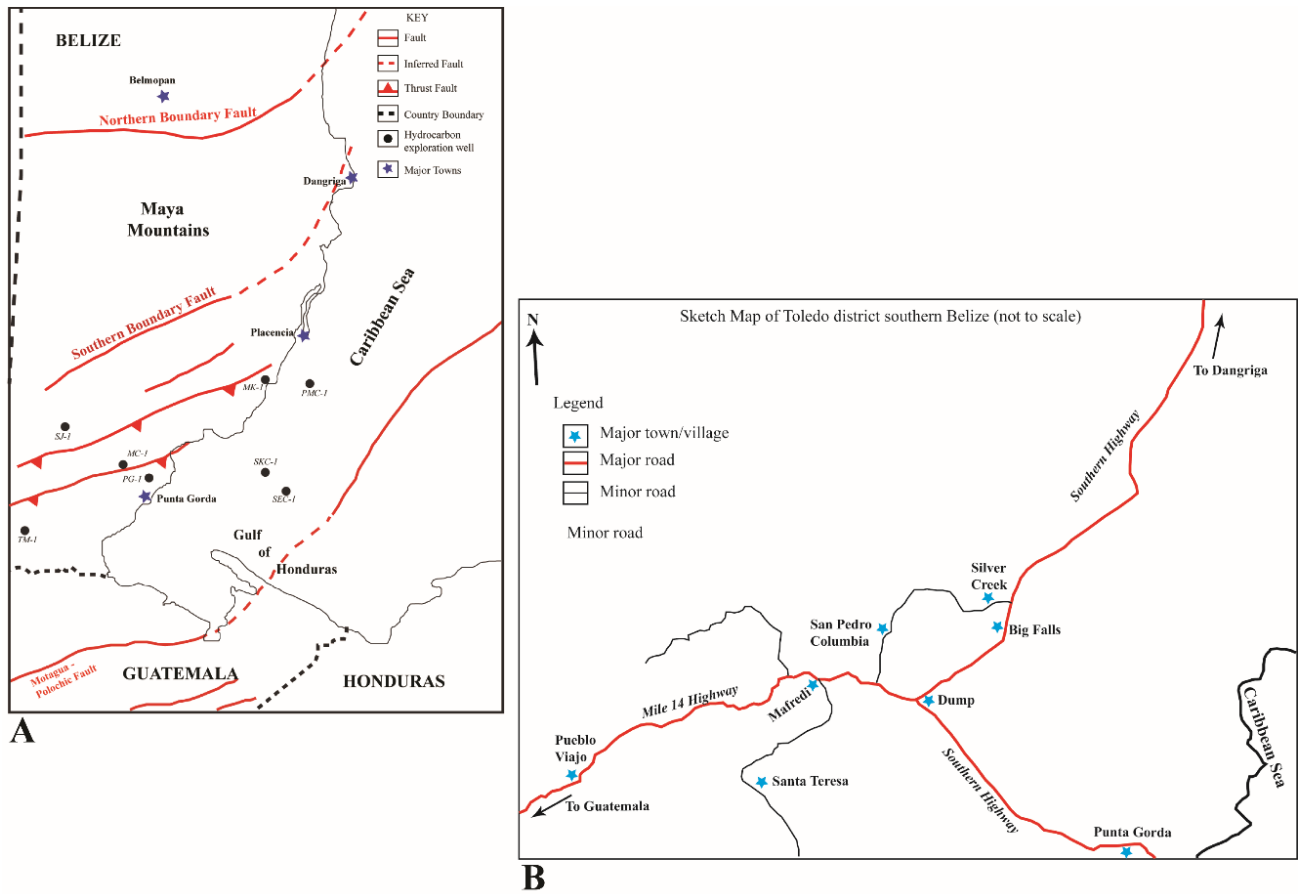 BELIZE
Belmopan
Northern Boundary Fault
KEY
Fault
Inferred Fault
Thrust Fault
Country Boundary
Hydrocarbon
exploration well
Major Towns
Dangriga
Maya
Mountains
Southern Boundary Fault
Placencia
Caribbean Sea
MK-1
PMC-1
SJ-1
MC-1
PG-1
SKC-1
SEC-1
Punta Gorda
TM-1
Gulf
of
Honduras
Motagua -
Polochic Fault
GUATEMALA
HONDURAS
A
N
Sketch Map of Toledo district southern Belize (not to scale)
To Dangriga
Legend
Major town/village
Major road
Minor road
Minor road
Southern Highway
Silver
Creek
San Pedro
Columbia
Big Falls
Mile 14 Highway
Mafredi
Dump
Caribbean Sea
Pueblo
Viajo
Santa Teresa
To Guatemala
Southern Highway
Punta Gorda
B